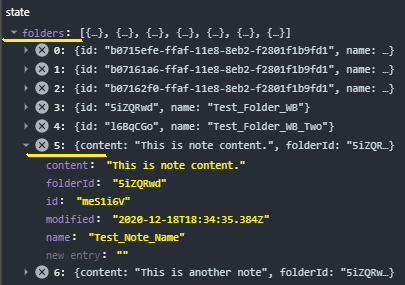 state
folders: [{…}, {…}, {…}, {…}, {…}, {…}, {…}]
0: {id: "b0715efe-ffaf-11e8-8eb2-f2801f1b9fd1", name: …}
1: {id: "b07161a6-ffaf-11e8-8eb2-f2801f1b9fd1", name: …}
2: {id: "b07162f0-ffaf-11e8-8eb2-f2801f1b9fd1", name: …}
3: {id: "5iZQRwd", name: "Test_Folder_WB"}
4: {id: "l6BqCGo", name: "Test_Folder_WB_Two"}
5: {content: "This is note content.", folderId: "5iZQR…}
content: "This is note content."
folderId: "5iZQRwd"
id: "meS1i6V"
modified: "2020-12-18T18:34:35.384Z"
name: "Test_Note_Name"
new entry: ""
6: {content: "This is another note", folderId: "5iZQRw…}